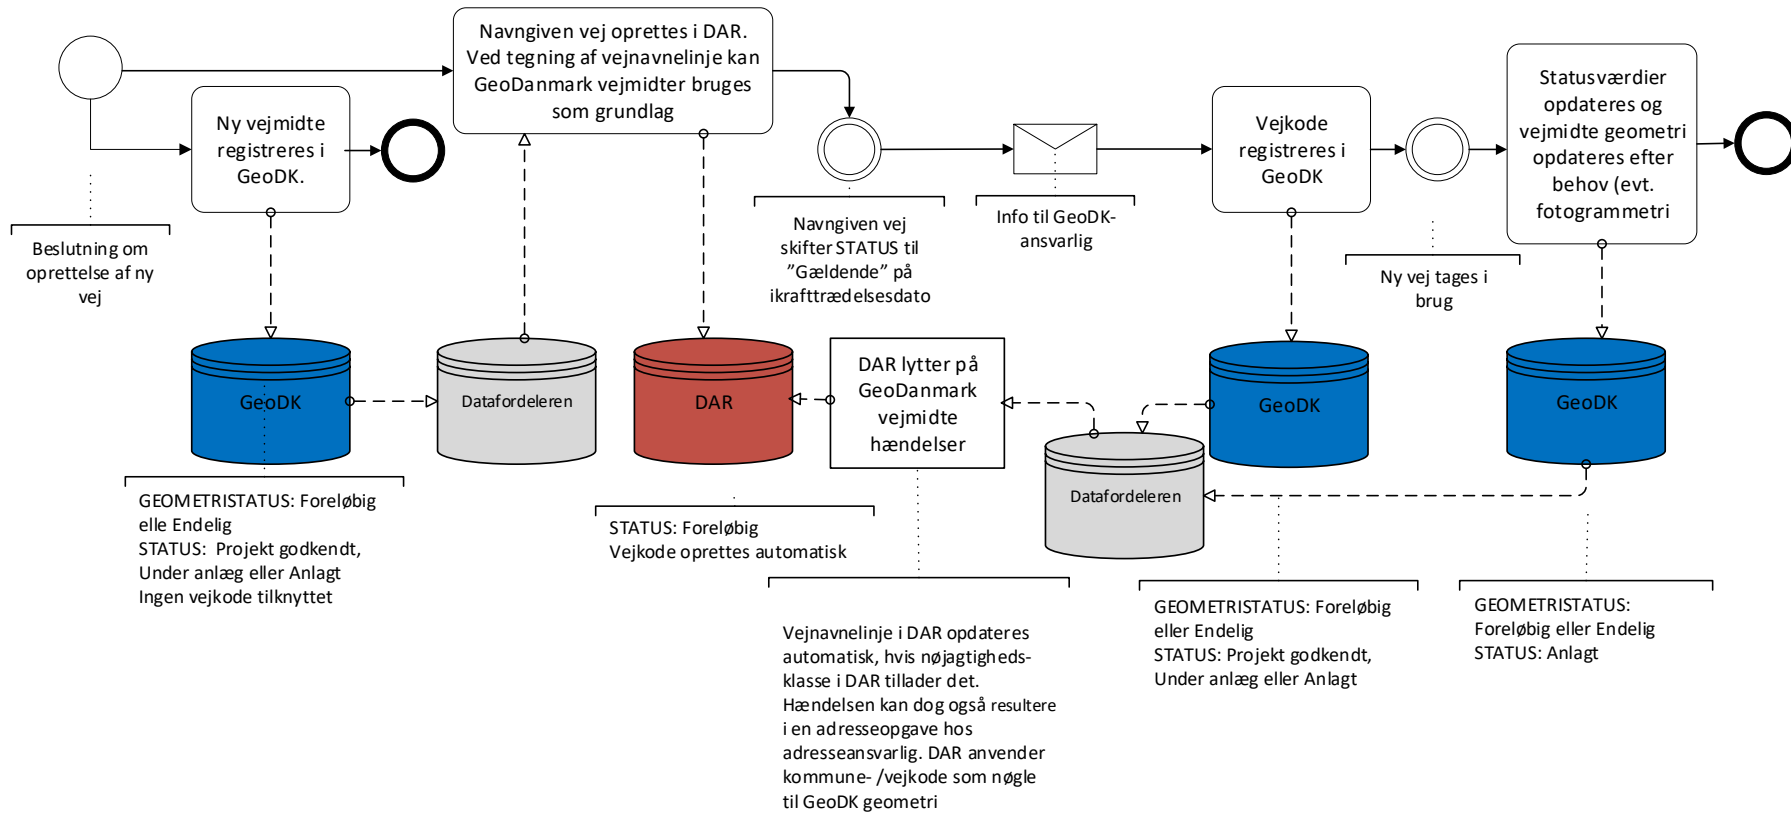 Navngiven vej oprettes i DAR.
Ved tegning af vejnavnelinje kan
GeoDanmark vejmidter bruges
som grundlag
Ny vejmidte
registreres i
GeoDK.
Vejkode
registreres i
GeoDK
Statusværdier
opdateres og
vejmidte geometri
opdateres efter
behov (evt.
fotogrammetri
Beslutning om
oprettelse af ny
vej
Navngiven vej
skifter STATUS til
”Gældende” på
ikrafttrædelsesdato
Info til GeoDK-
ansvarlig
Ny vej tages i
brug
GeoDK
Datafordeleren
DAR
DAR lytter på
GeoDanmark
vejmidte
hændelser
GeoDK
GeoDK
Datafordeleren
GEOMETRISTATUS: Foreløbig
elle Endelig
STATUS: Projekt godkendt,
Under anlæg eller Anlagt
Ingen vejkode tilknyttet
STATUS: Foreløbig
Vejkode oprettes automatisk
Vejnavnelinje i DAR opdateres
automatisk, hvis nøjagtigheds-
klasse i DAR tillader det.
Hændelsen kan dog også resultere
i en adresseopgave hos
adresseansvarlig. DAR anvender
kommune- /vejkode som nøgle
til GeoDK geometri
GEOMETRISTATUS: Foreløbig
eller Endelig
STATUS: Projekt godkendt,
Under anlæg eller Anlagt
GEOMETRISTATUS:
Foreløbig eller Endelig
STATUS: Anlagt